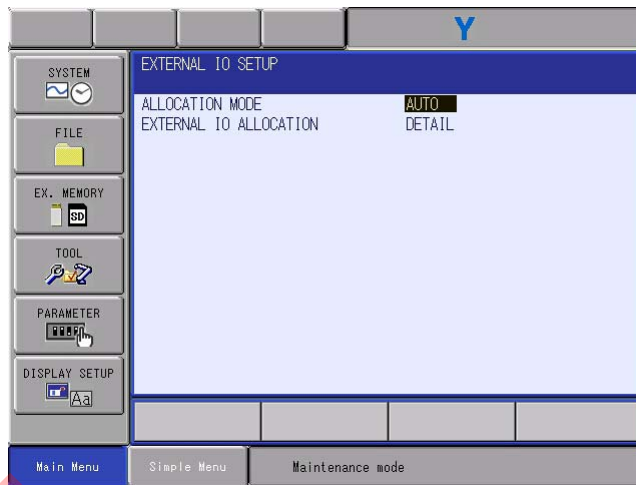 Y
SYSTEM
FILE
EX. MEMORY
SD
TOOL
PARAMETER
DISPLAY SETUP
Aa
EXTERNAL IO SETUP
ALLOCATION MODE AUTO
EXTERNAL IO ALLOCATION DETAIL
Main Menu
Simple Menu
Maintenance mode